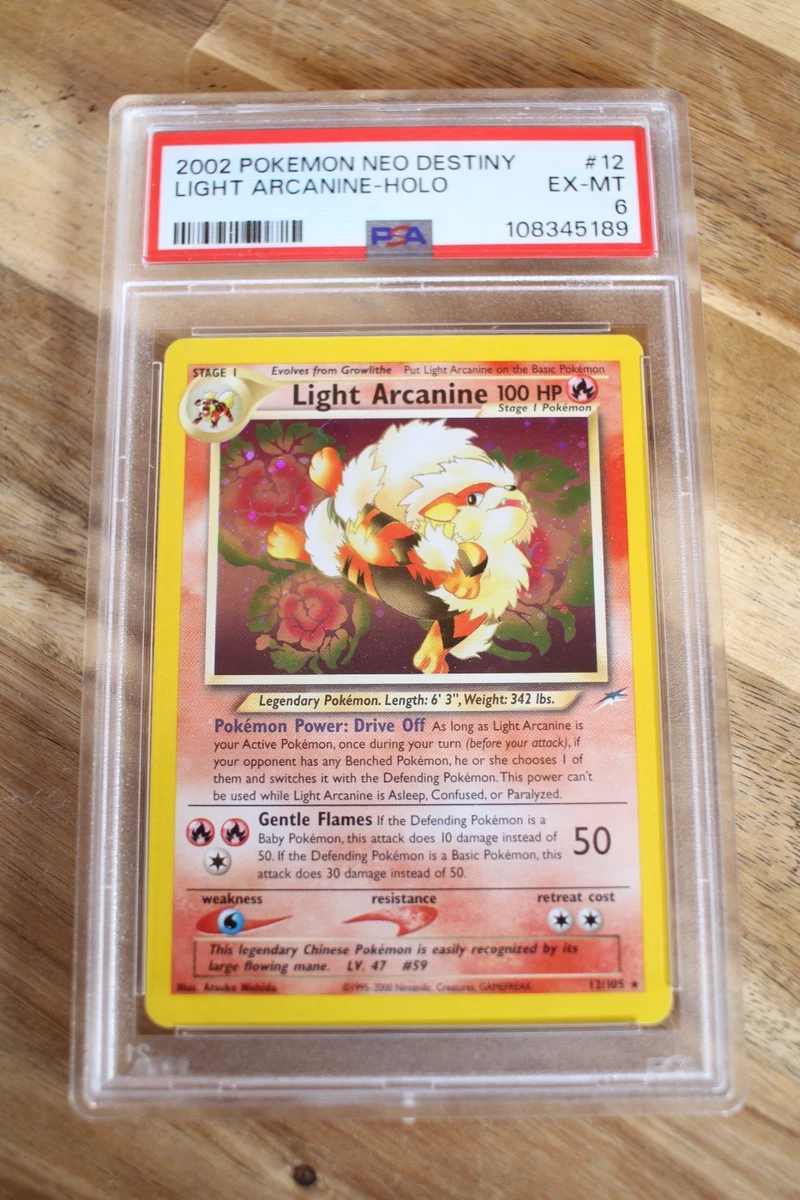 2002 POKEMON NEO DESTINY #12
LIGHT ARCANINE-HOLO EX-MT
6
PSA 108345189
STAGE 1 Evolves from Growlithe Put Light Arcanine on the Basic Pokémon
Light Arcanine 100 HP
Stage 1 Pokémon
Legendary Pokémon. Length: 6' 3", Weight: 342 lbs.
Pokémon Power: Drive Off As long as Light Arcanine is
your Active Pokémon, once during your turn (before your attack), if
your opponent has any Benched Pokémon, he or she chooses 1 of
them and switches it with the Defending Pokémon. This power can't
be used while Light Arcanine is Asleep, Confused, or Paralyzed.
Gentle Flames If the Defending Pokémon is a
Baby Pokémon, this attack does 10 damage instead of
50. If the Defending Pokémon is a Basic Pokémon, this
attack does 30 damage instead of 50.
50
weakness resistance retreat cost
This legendary Chinese Pokémon is easily recognized by its
large flowing mane. LV. 47 #59
Illus. Atsuko Nishida ©1995-2000 Nintendo, Creatures, GAMEFREAK 12/105